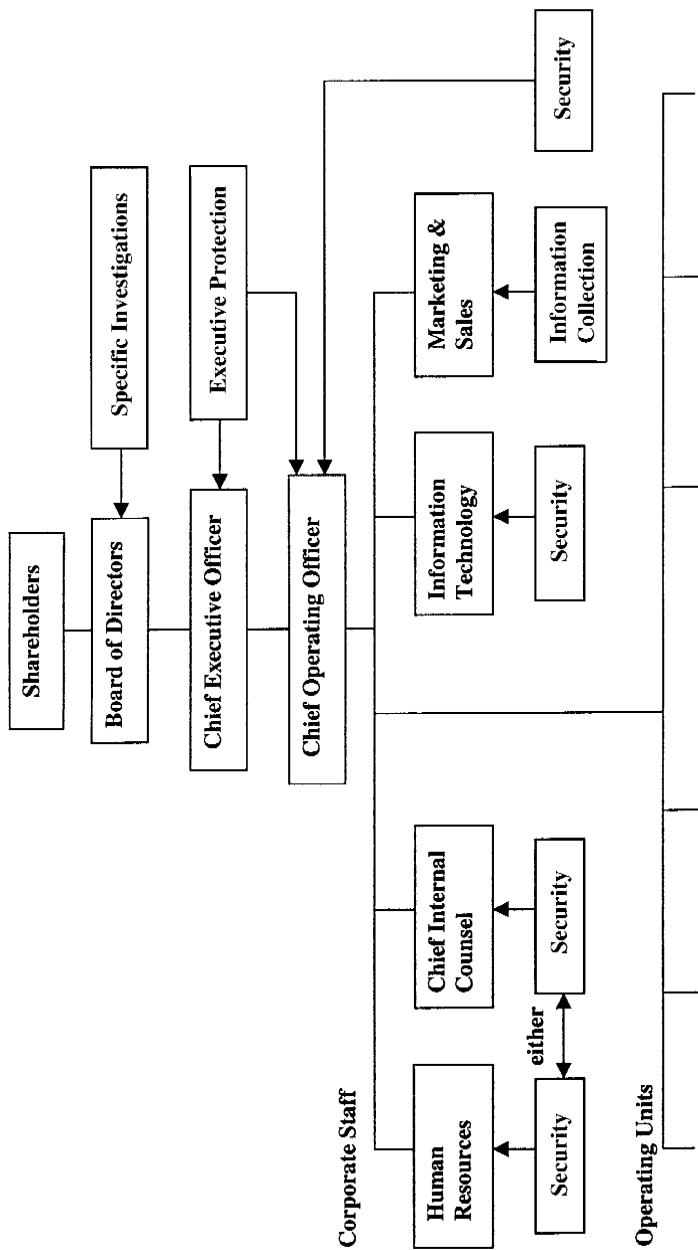 Shareholders
Board of Directors
Specific Investigations
Chief Executive Officer
Executive Protection
Chief Operating Officer
Corporate Staff
Human
Resources
Chief Internal
Counsel
Information
Technology
Marketing &
Sales
Security
either
Security
Security
Information
Collection
Security
Operating Units